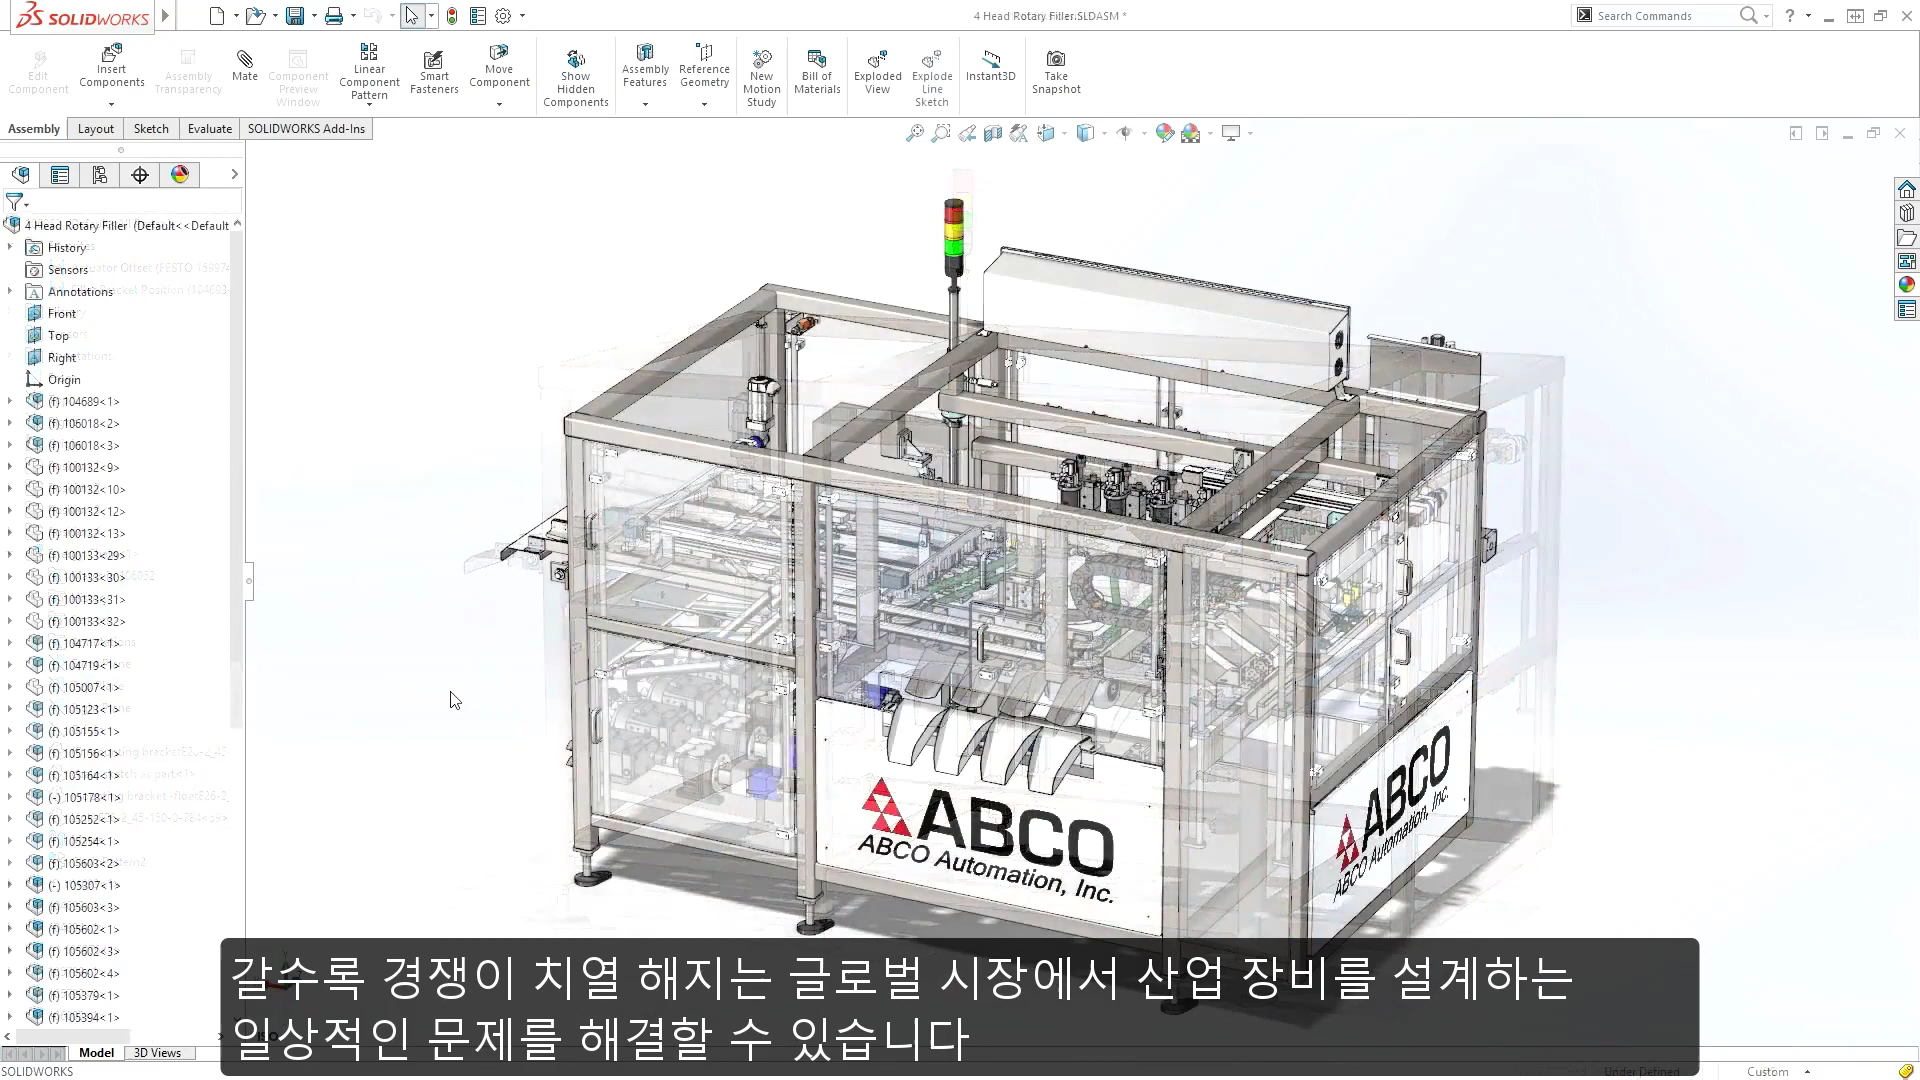 SOLIDWORKS
4 Head Rotary Filler.SLDASM *
Search Commands
Edit Component
Insert Components
Assembly Transparency
Mate
Component Preview Window
Linear Component Pattern
Smart Fasteners
Move Component
Show Hidden Components
Assembly Features
Reference Geometry
New Motion Study
Bill of Materials
Exploded View
Explode Line Sketch
Instant3D
Take Snapshot
Assembly
Layout
Sketch
Evaluate
SOLIDWORKS Add-Ins
4 Head Rotary Filler (Default<<Default
History
Sensors
Annotations
Front
Top
Right
Origin
(f) 104689<1>
(f) 106018<2>
(f) 106018<3>
(f) 100132<9>
(f) 100132<10>
(f) 100132<12>
(f) 100132<13>
(f) 100133<29>
(f) 100133<30>
(f) 100133<31>
(f) 100133<32>
(f) 104717<1>
(f) 104719<1>
(f) 105007<1>
(f) 105123<1>
(f) 105155<1>
(f) 105156<1>
(f) 105164<1>
(-) 105178<1>
(f) 105252<1>
(f) 105254<1>
(f) 105603<2>
(-) 105307<1>
(f) 105603<3>
(f) 105602<1>
(f) 105602<3>
(f) 105602<4>
(f) 105379<1>
(f) 105394<1>
ABCO
ABCO Automation, Inc.
ABCO
ABCO Automation, Inc.
갈수록 경쟁이 치열 해지는 글로벌 시장에서 산업 장비를 설계하는
일상적인 문제를 해결할 수 있습니다
Model
3D Views
SOLIDWORKS
Under Defined
Custom